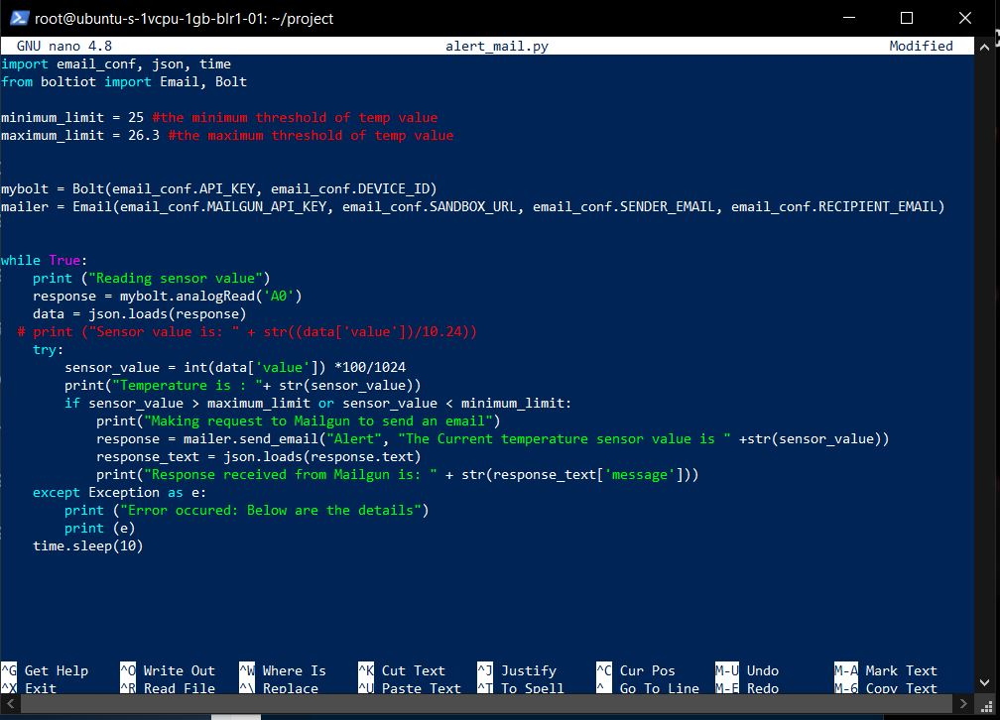 root@ubuntu-s-1vcpu-1gb-blr1-01: ~/project
GNU nano 4.8 alert_mail.py Modified
import email_conf, json, time
from boltiot import Email, Bolt
minimum_limit = 25 #the minimum threshold of temp value
maximum_limit = 26.3 #the maximum threshold of temp value
mybolt = Bolt(email_conf.API_KEY, email_conf.DEVICE_ID)
mailer = Email(email_conf.MAILGUN_API_KEY, email_conf.SANDBOX_URL, email_conf.SENDER_EMAIL, email_conf.RECIPIENT_EMAIL)
while True:
    print ("Reading sensor value")
    response = mybolt.analogRead('A0')
    data = json.loads(response)
  # print ("Sensor value is: " + str((data['value'])/10.24))
    try:
        sensor_value = int(data['value']) *100/1024
        print("Temperature is : "+ str(sensor_value))
        if sensor_value > maximum_limit or sensor_value < minimum_limit:
            print("Making request to Mailgun to send an email")
            response = mailer.send_email("Alert", "The Current temperature sensor value is " +str(sensor_value))
            response_text = json.loads(response.text)
            print("Response received from Mailgun is: " + str(response_text['message']))
    except Exception as e:
        print ("Error occured: Below are the details")
        print (e)
    time.sleep(10)
^G Get Help ^O Write Out ^W Where Is ^K Cut Text ^J Justify ^C Cur Pos M-U Undo M-A Mark Text
^X Exit ^R Read File ^\ Replace ^U Paste Text ^T To Spell ^_ Go To Line M-E Redo M-6 Copy Text